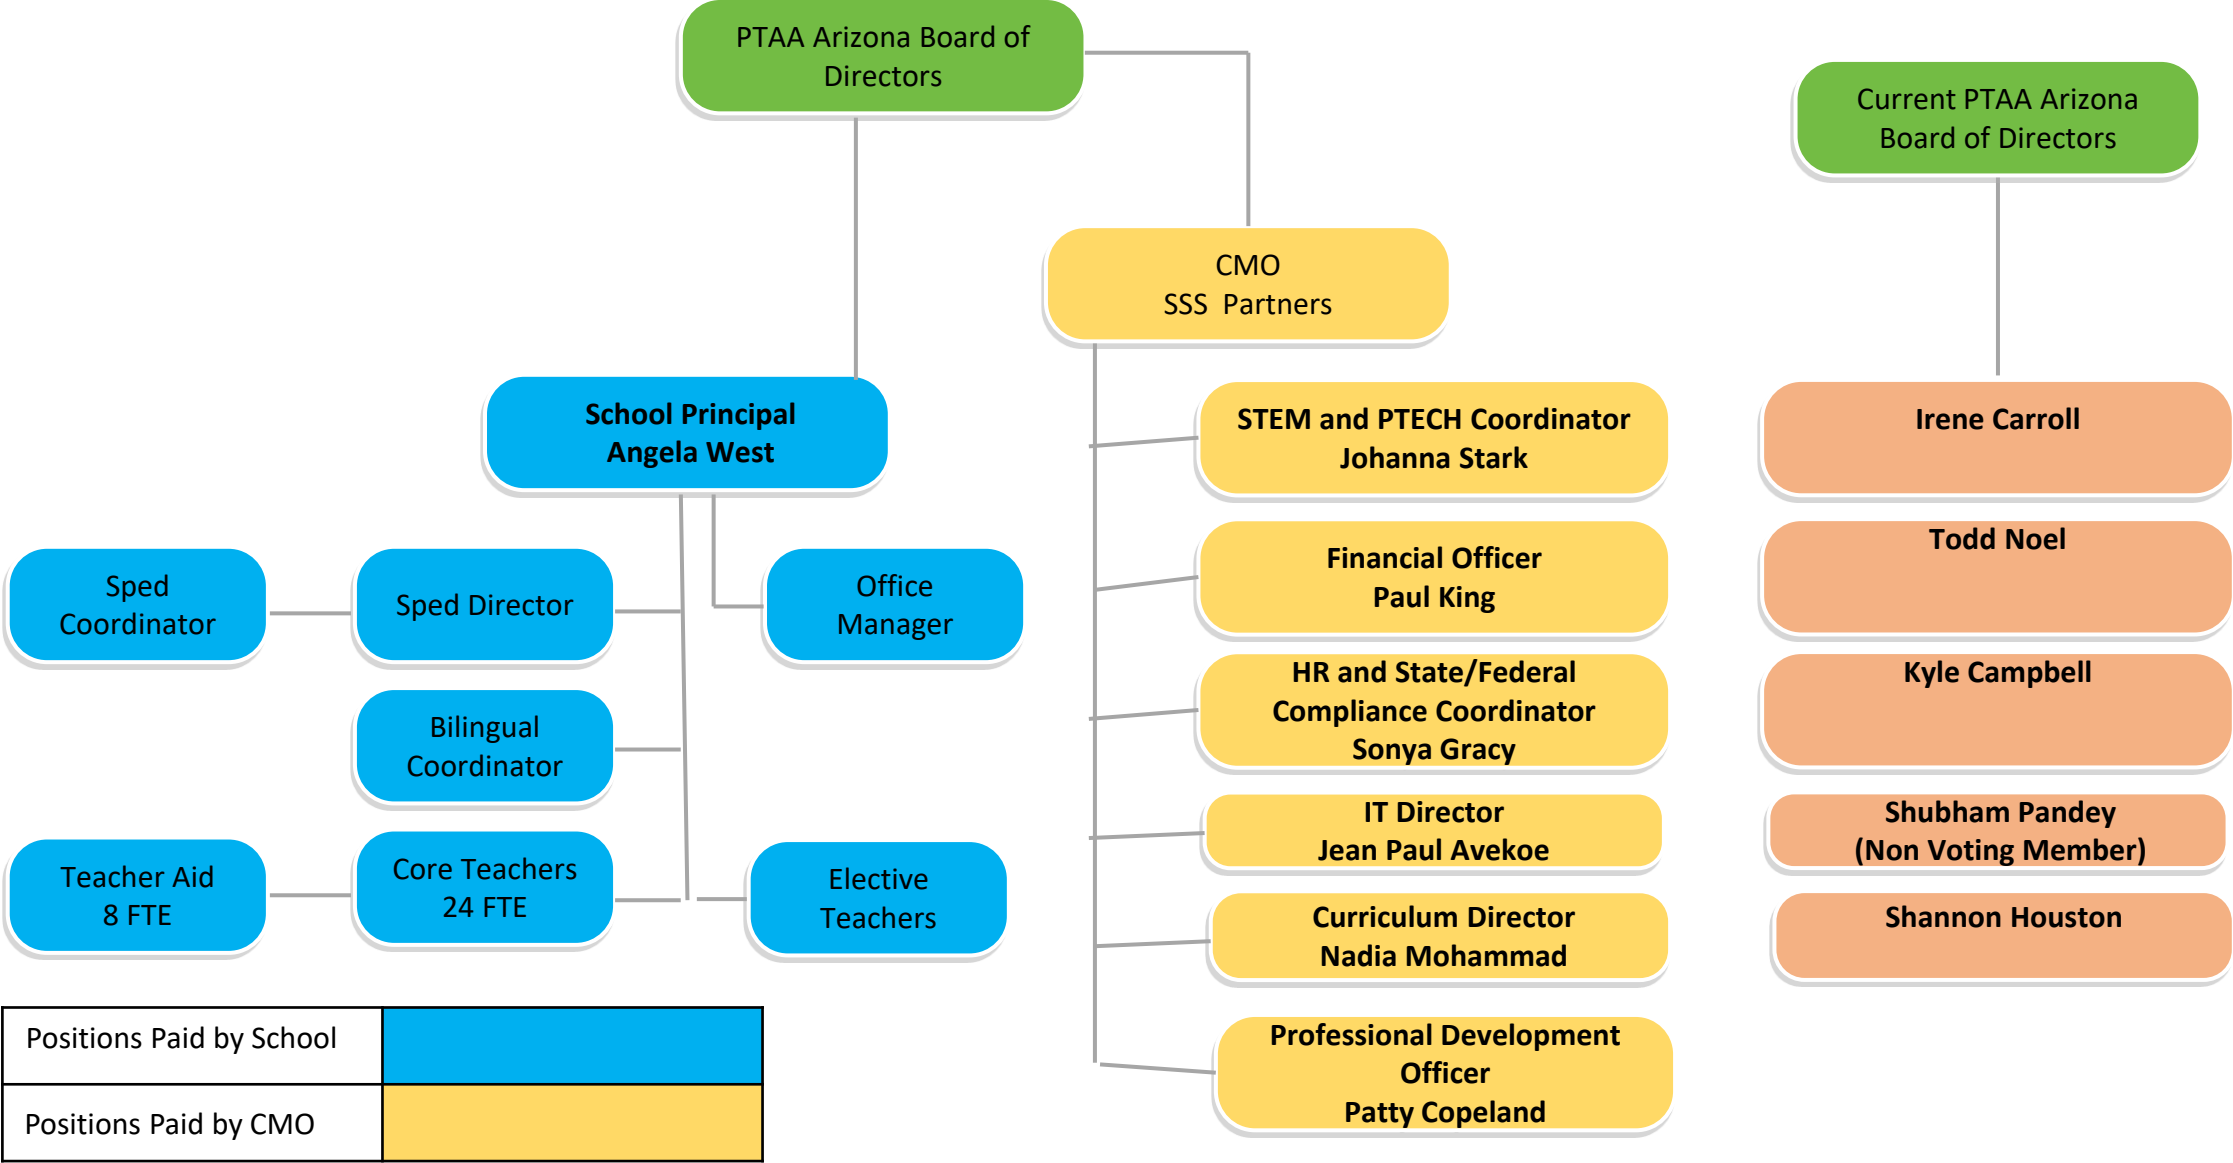 PTAA Arizona Board of
Directors
Current PTAA Arizona
Board of Directors
CMO
SSS  Partners
School Principal
Angela West
Sped
Coordinator
Sped Director
Office
Manager
Bilingual
Coordinator
Teacher Aid
8 FTE
Core Teachers
24 FTE
Elective
Teachers
STEM and PTECH Coordinator
Johanna Stark
Financial Officer
Paul King
HR and State/Federal
Compliance Coordinator
Sonya Gracy
IT Director
Jean Paul Avekoe
Curriculum Director
Nadia Mohammad
Professional Development
Officer
Patty Copeland
Irene Carroll
Todd Noel
Kyle Campbell
Shubham Pandey
(Non Voting Member)
Shannon Houston
Positions Paid by School
Positions Paid by CMO